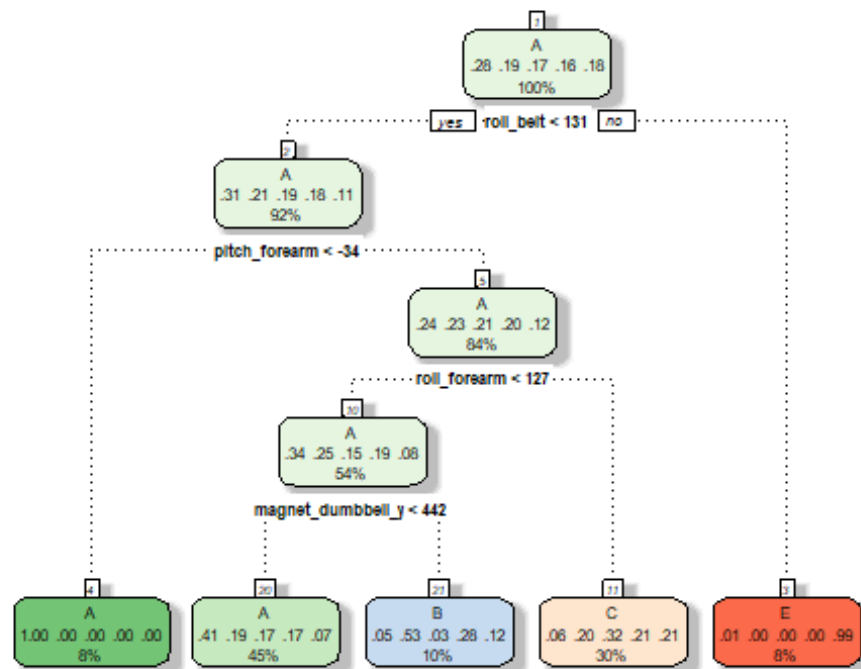 1
A
.28 .19 .17 .16 .18
100%
yes roll_belt < 131 no
2
A
.31 .21 .19 .18 .11
92%
pitch_forearm < -34
5
A
.24 .23 .21 .20 .12
84%
roll_forearm < 127
10
A
.34 .25 .15 .19 .08
54%
magnet_dumbbell_y < 442
4
A
1.00 .00 .00 .00 .00
8%
20
A
.41 .19 .17 .17 .07
45%
21
B
.05 .53 .03 .28 .12
10%
11
C
.06 .20 .32 .21 .21
30%
3
E
.01 .00 .00 .00 .99
8%